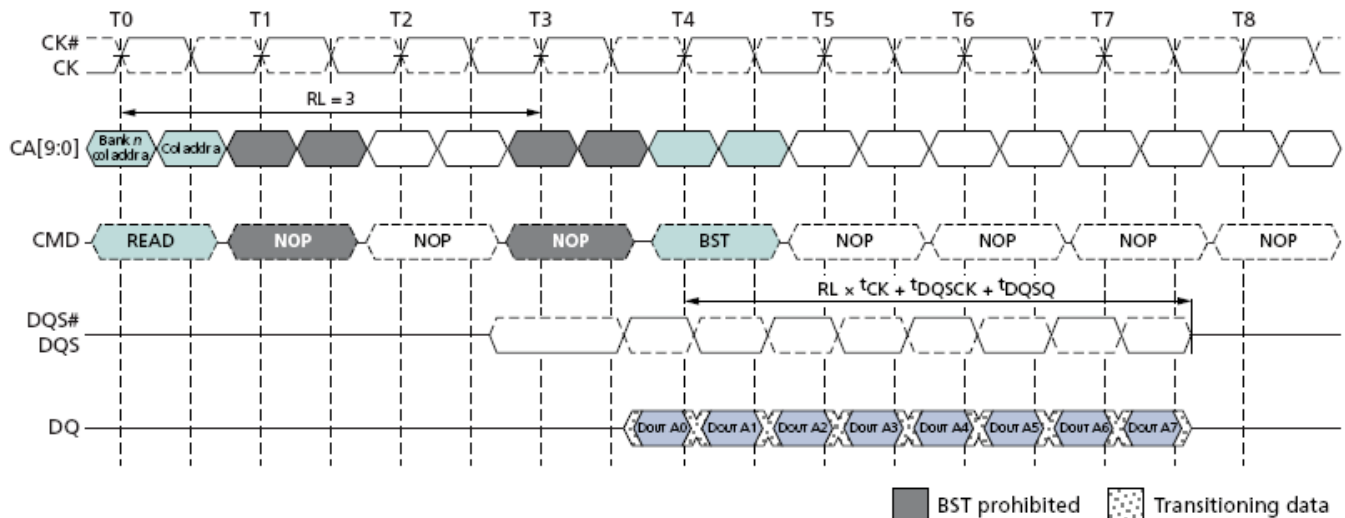 T0 T1 T2 T3 T4 T5 T6 T7 T8
CK#
CK
RL = 3
CA[9:0] Bank n col addr a Col addr a
CMD READ NOP NOP NOP BST NOP NOP NOP NOP
RL × tCK + tDQSCK + tDQSQ
DQS#
DQS
DQ DOUT A0 DOUT A1 DOUT A2 DOUT A3 DOUT A4 DOUT A5 DOUT A6 DOUT A7
BST prohibited Transitioning data